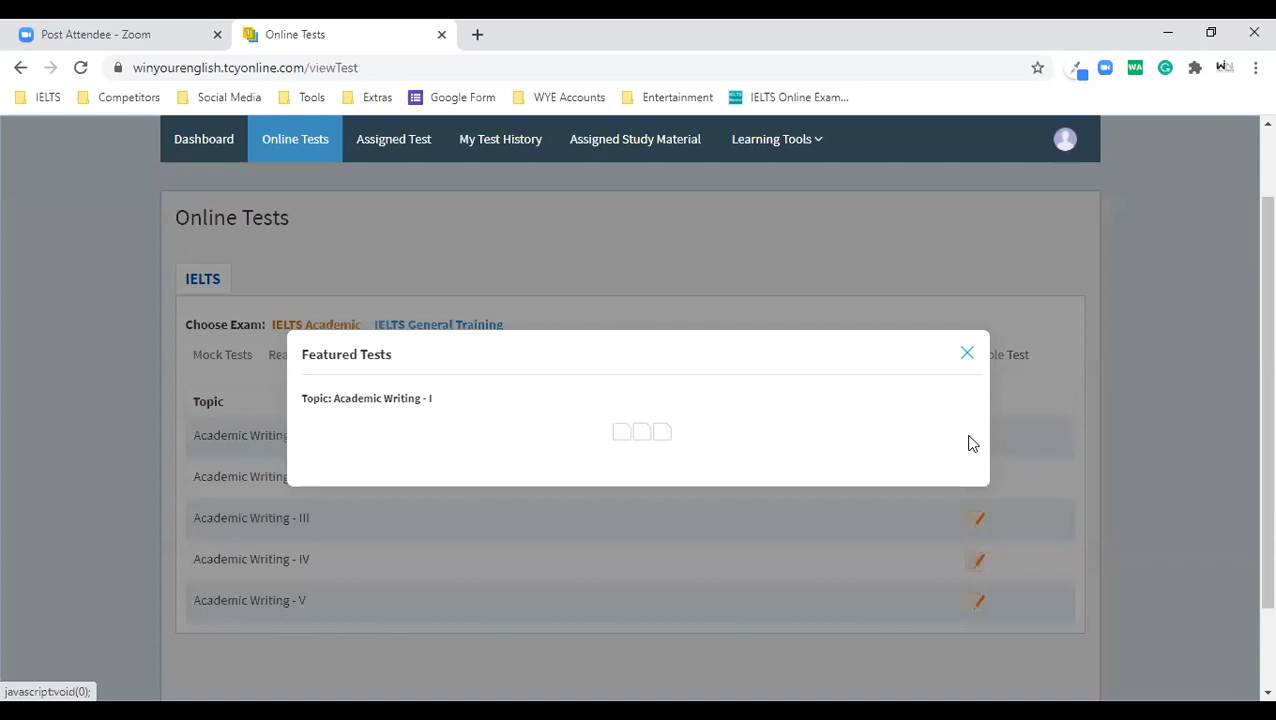 Post Attendee - Zoom
Online Tests
winyourenglish.tcyonline.com/viewTest
WA
IELTS
Competitors
Social Media
Tools
Extras
Google Form
WYE Accounts
Entertainment
IELTS Online Exam...
Dashboard
Online Tests
Assigned Test
My Test History
Assigned Study Material
Learning Tools
Online Tests
IELTS
Choose Exam: IELTS Academic IELTS General Training
Mock Tests
Featured Tests
Topic: Academic Writing - I
Topic
Test
Academic Writing
Academic Writing
Academic Writing - III
Academic Writing - IV
Academic Writing - V
javascript:void(0);